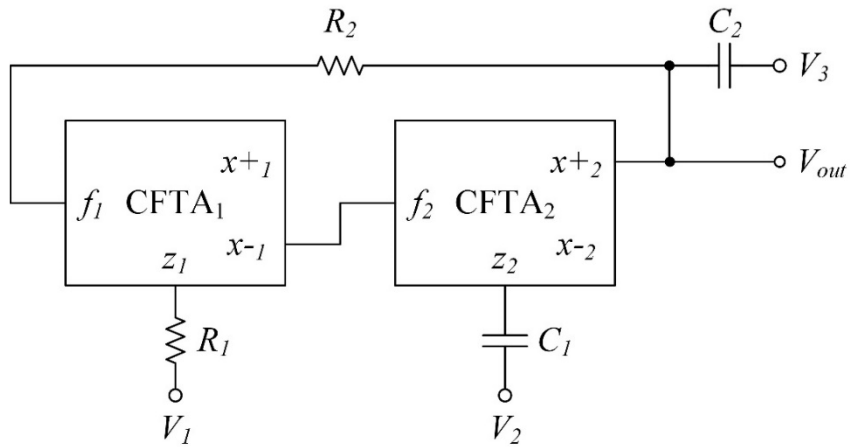 R2 C2
V3
x+1 x+2
Vout
f1 CFTA1 f2 CFTA2
x-1 x-2
z1 z2
R1 C1
V1 V2